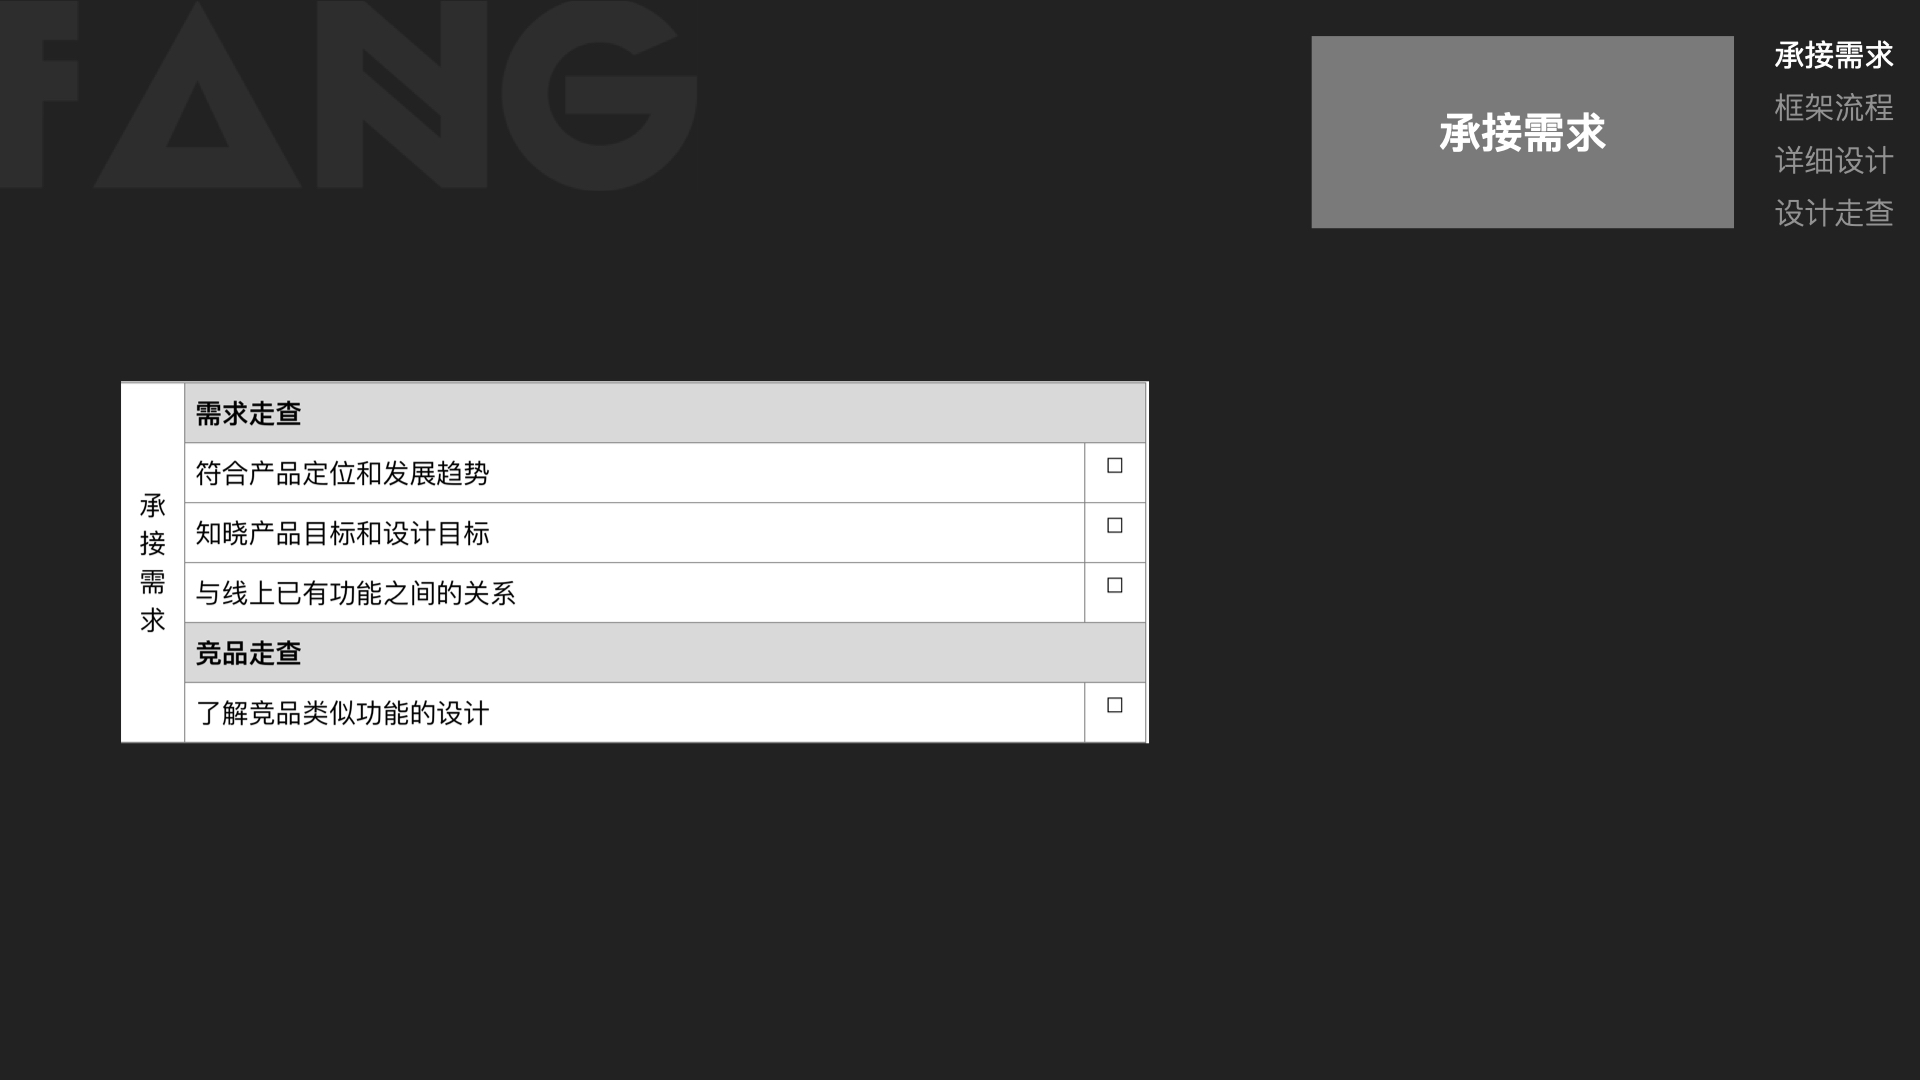 FANG
承接需求
承接需求
框架流程
详细设计
设计走查
承接需求
需求走查
符合产品定位和发展趋势
知晓产品目标和设计目标
与线上已有功能之间的关系
竞品走查
了解竞品类似功能的设计